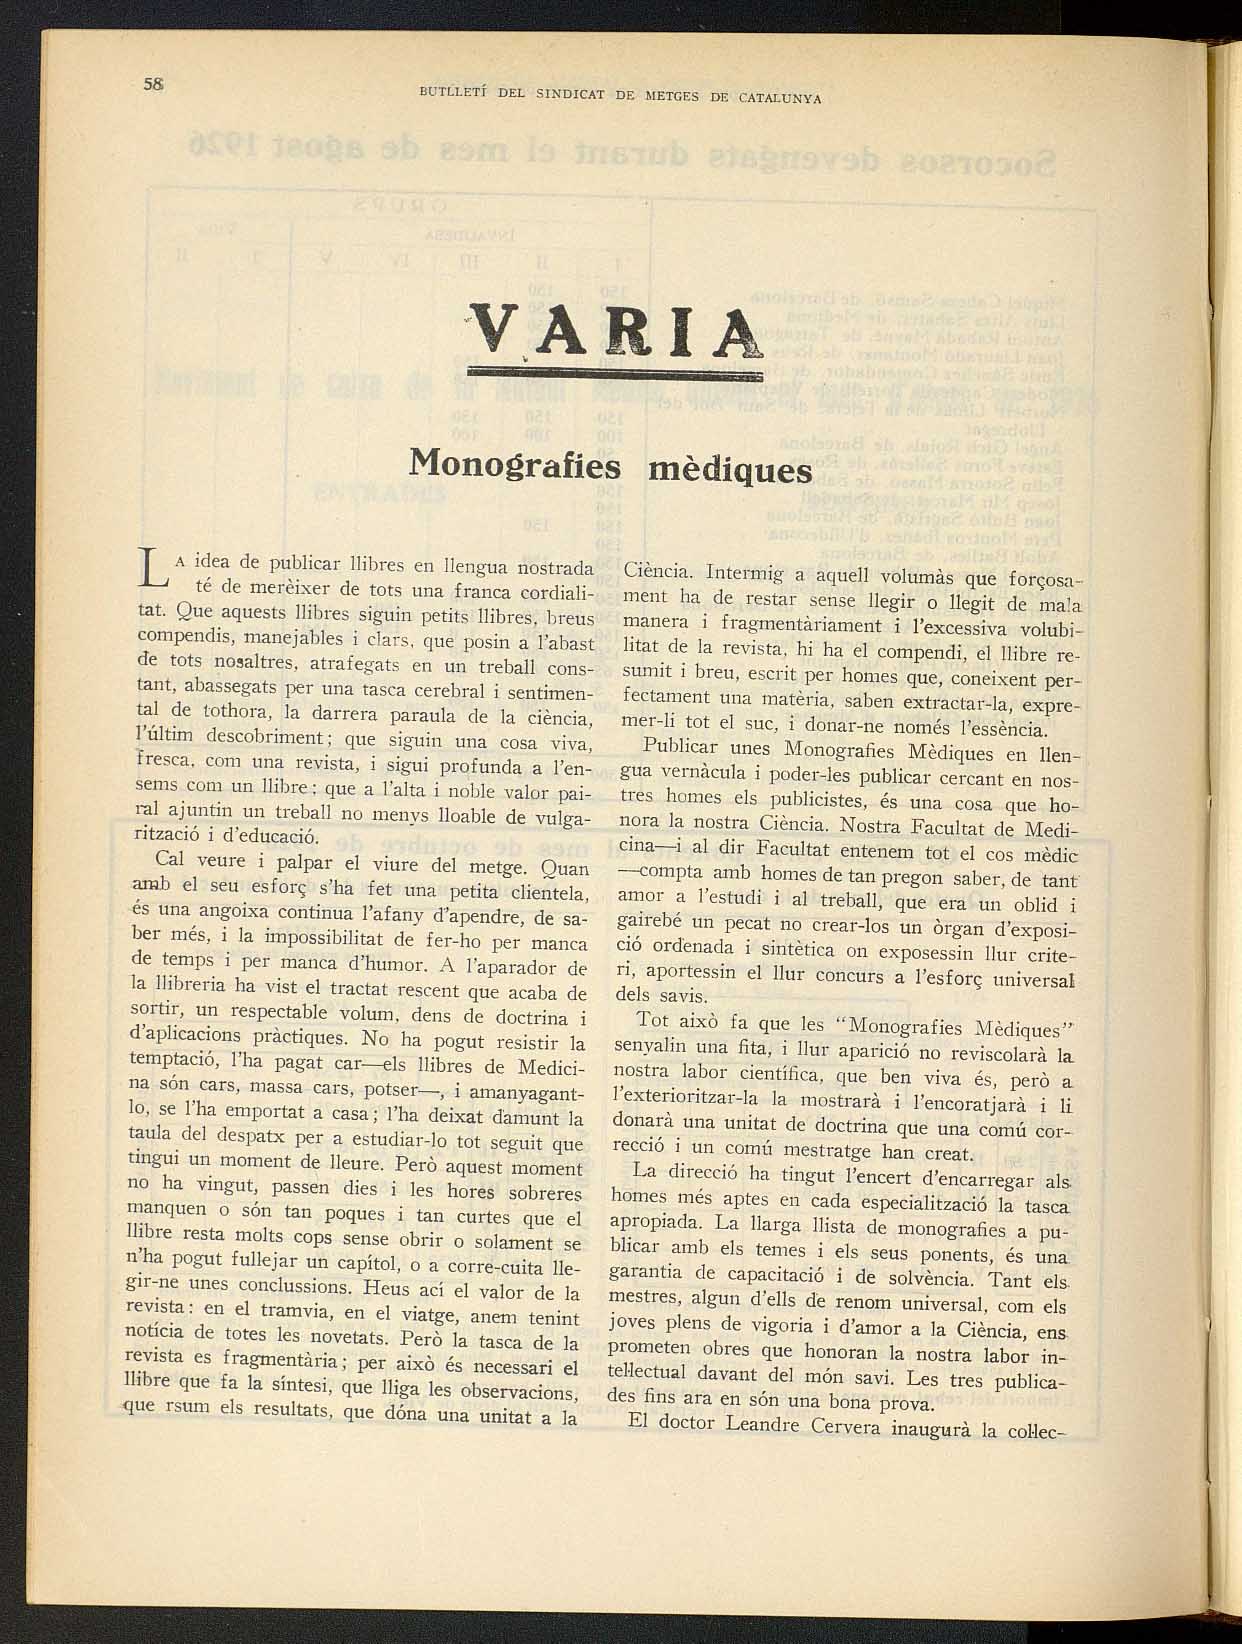 58
BUTLLETÍ DEL SINDICAT DE METGES DE CATALUNYA
VARIA
Monografies mèdiques
LA idea de publicar llibres en llengua nostrada
té de merèixer de tots una franca cordiali-
tat. Que aquests llibres siguin petits llibres, breus
compendis, manejables i clars, que posin a l'abast
de tots nosaltres, atrafegats en un treball cons-
tant, abassegats per una tasca cerebral i sentimen-
tal de tothora, la darrera paraula de la ciència,
l'últim descobriment; que siguin una cosa viva,
fresca, com una revista, i sigui profunda a l'en-
sems com un llibre; que a l'alta i noble valor pai-
ral ajuntin un treball no menys lloable de vulga-
rització i d'educació.
Cal veure i palpar el viure del metge. Quan
amb el seu esforç s'ha fet una petita clientela,
és una angoixa continua l'afany d'apendre, de sa-
ber més, i la impossibilitat de fer-ho per manca
de temps i per manca d'humor. A l'aparador de
la llibreria ha vist el tractat rescent que acaba de
sortir, un respectable volum, dens de doctrina i
d'aplicacions pràctiques. No ha pogut resistir la
temptació, l'ha pagat car—els llibres de Medici-
na són cars, massa cars, potser—, i amanyagant-
lo, se l'ha emportat a casa; l'ha deixat damunt la
taula del despatx per a estudiar-lo tot seguit que
tingui un moment de lleure. Però aquest moment
no ha vingut, passen dies i les hores sobreres
manquen o són tan poques i tan curtes que el
llibre resta molts cops sense obrir o solament se
n'ha pogut fullejar un capítol, o a corre-cuita lle-
gir-ne unes conclussions. Heus ací el valor de la
revista: en el tramvia, en el viatge, anem tenint
notícia de totes les novetats. Però la tasca de la
revista es fragmentària; per això és necessari el
llibre que fa la síntesi, que lliga les observacions,
que rsum els resultats, que dóna una unitat a la
Ciència. Intermig a aquell volumàs que forçosa-
ment ha de restar sense llegir o llegit de mala
manera i fragmentàriament i l'excessiva volubi-
litat de la revista, hi ha el compendi, el llibre re-
sumit i breu, escrit per homes que, coneixent per-
fectament una matèria, saben extractar-la, expre-
mer-li tot el suc, i donar-ne només l'essència.
Publicar unes Monografies Mèdiques en llen-
gua vernàcula i poder-les publicar cercant en nos-
tres homes els publicistes, és una cosa que ho-
nora la nostra Ciència. Nostra Facultat de Medi-
cina—i al dir Facultat entenem tot el cos mèdic
—compta amb homes de tan pregon saber, de tant
amor a l'estudi i al treball, que era un oblid i
gairebé un pecat no crear-los un òrgan d'exposi-
ció ordenada i sintètica on exposessin llur crite-
ri, aportessin el llur concurs a l'esforç universal
dels savis.
Tot això fa que les "Monografies Mèdiques"
senyalin una fita, i llur aparició no reviscolarà la
nostra labor científica, que ben viva és, però a
l'exterioritzar-la la mostrarà i l'encoratjarà i li
donarà una unitat de doctrina que una comú cor-
recció i un comú mestratge han creat.
La direcció ha tingut l'encert d'encarregar als
homes més aptes en cada especialització la tasca
apropiada. La llarga llista de monografies a pu-
blicar amb els temes i els seus ponents, és una
garantia de capacitació i de solvència. Tant els
mestres, algun d'ells de renom universal, com els
joves plens de vigoria i d'amor a la Ciència, ens
prometen obres que honoran la nostra labor in-
tel·lectual davant del món savi. Les tres publica-
des fins ara en són una bona prova.
El doctor Leandre Cervera inaugurà la col·lec-